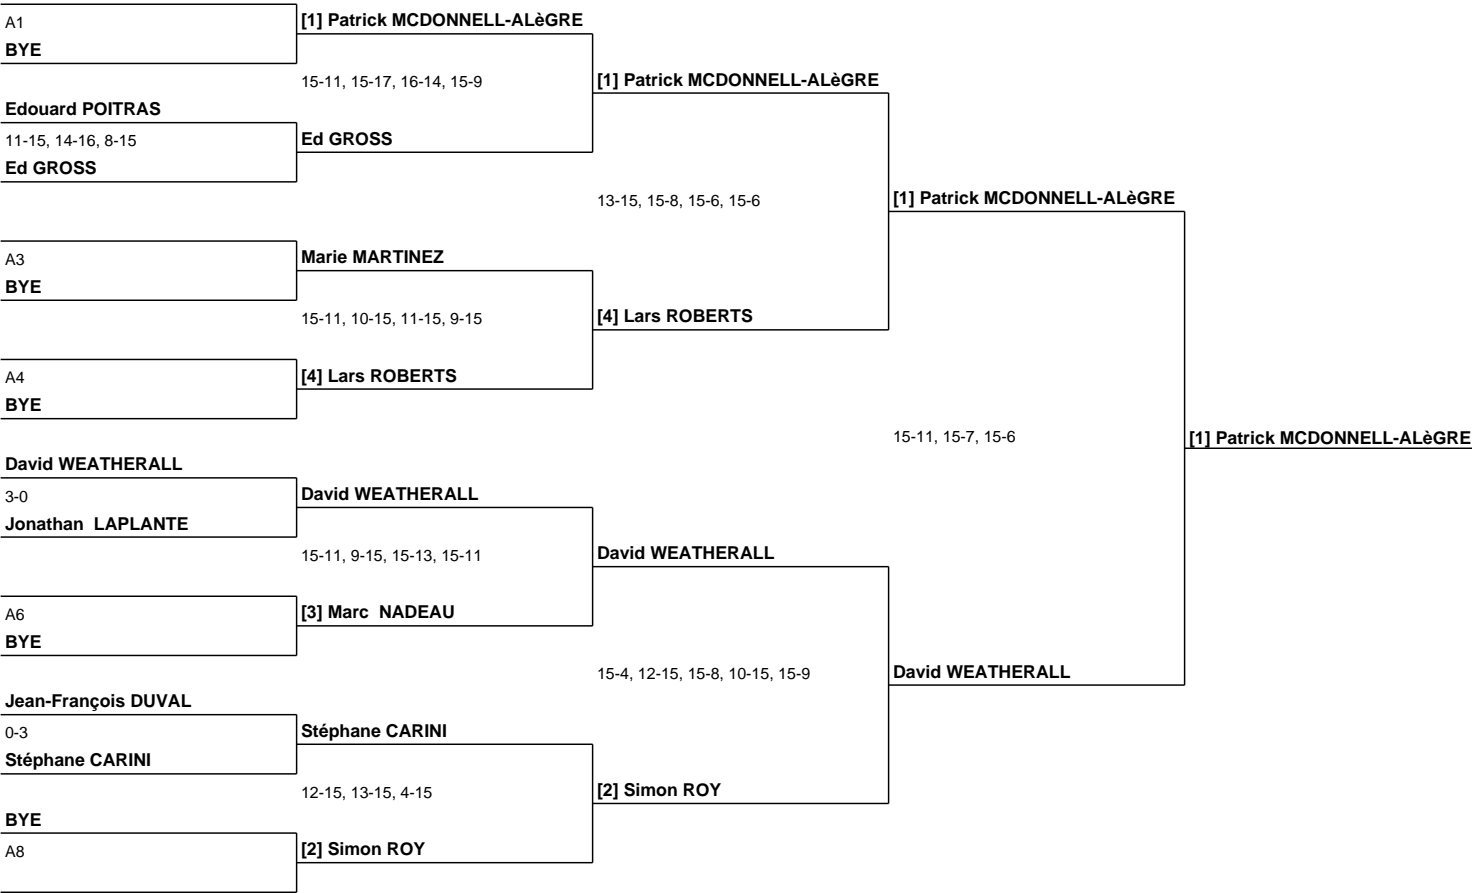 A1
BYE
Edouard POITRAS
11-15, 14-16, 8-15
Ed GROSS
A3
BYE
A4
BYE
David WEATHERALL
3-0
Jonathan  LAPLANTE
A6
BYE
Jean-François DUVAL
0-3
Stéphane CARINI
BYE
A8
[1] Patrick MCDONNELL-ALèGRE
15-11, 15-17, 16-14, 15-9
Ed GROSS
Marie MARTINEZ
15-11, 10-15, 11-15, 9-15
[4] Lars ROBERTS
David WEATHERALL
15-11, 9-15, 15-13, 15-11
[3] Marc  NADEAU
Stéphane CARINI
12-15, 13-15, 4-15
[2] Simon ROY
[1] Patrick MCDONNELL-ALèGRE
13-15, 15-8, 15-6, 15-6
[4] Lars ROBERTS
David WEATHERALL
15-4, 12-15, 15-8, 10-15, 15-9
[2] Simon ROY
[1] Patrick MCDONNELL-ALèGRE
15-11, 15-7, 15-6
David WEATHERALL
[1] Patrick MCDONNELL-ALèGRE